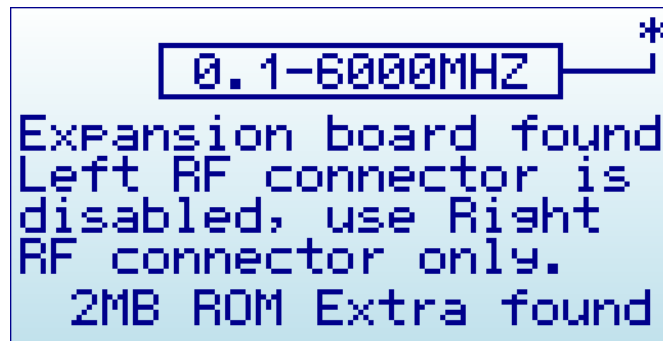 *
0.1-6000MHZ
Expansion board found
Left RF connector is
disabled, use Right
RF connector only.
2MB ROM Extra found